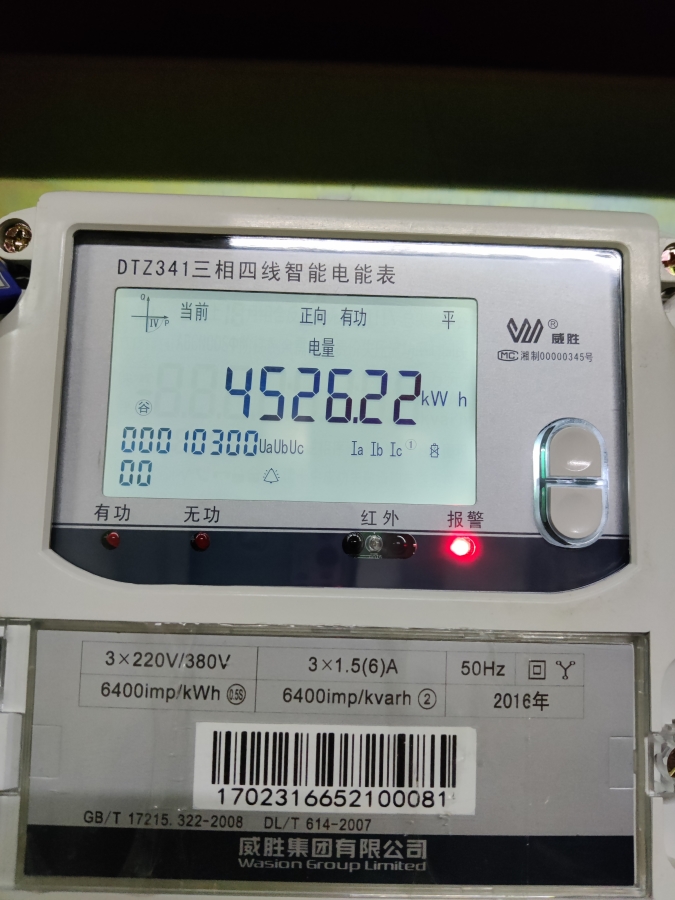 DTZ341三相四线智能电能表
Q
IV P
当前
正向 有功
平
电量
威胜
MC 湘制00000345号
谷
4526.22 kW h
00010300 UaUbUc
Ia Ib Ic ①
00
有功
无功
红外
报警
3×220V/380V
3×1.5(6)A
50Hz
6400imp/kWh 0.5S
6400imp/kvarh ②
2016年
1702316652100081
GB/T 17215.322-2008 DL/T 614-2007
威胜集团有限公司
Wasion Group Limited